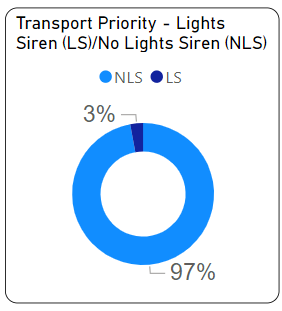 Transport Priority - Lights
Siren (LS)/No Lights Siren (NLS)
NLS LS
3%
97%